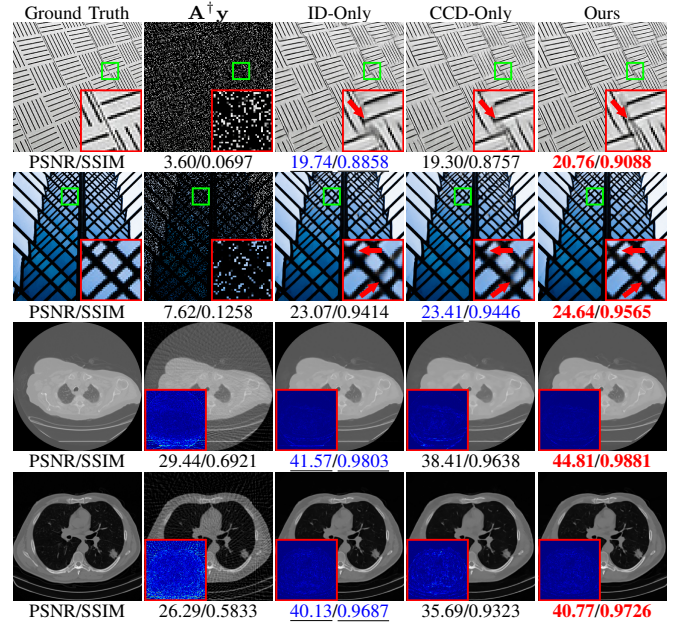 Ground Truth A†y ID-Only CCD-Only Ours
PSNR/SSIM 3.60/0.0697 19.74/0.8858 19.30/0.8757 20.76/0.9088
PSNR/SSIM 7.62/0.1258 23.07/0.9414 23.41/0.9446 24.64/0.9565
PSNR/SSIM 29.44/0.6921 41.57/0.9803 38.41/0.9638 44.81/0.9881
PSNR/SSIM 26.29/0.5833 40.13/0.9687 35.69/0.9323 40.77/0.9726